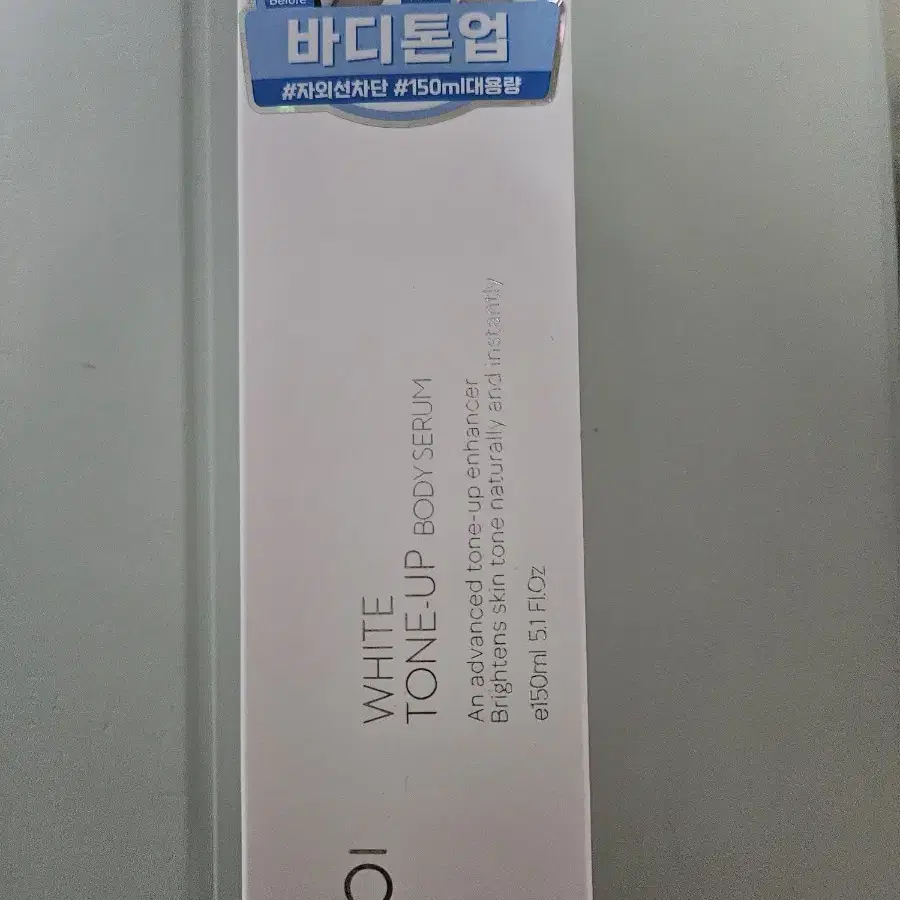 Before
바디톤업
#자외선차단 #150ml대용량
WHITE
TONE-UP BODY SERUM
An advanced tone-up enhancer
Brightens skin tone naturally and instantly
e150ml 5.1 Fl.Oz